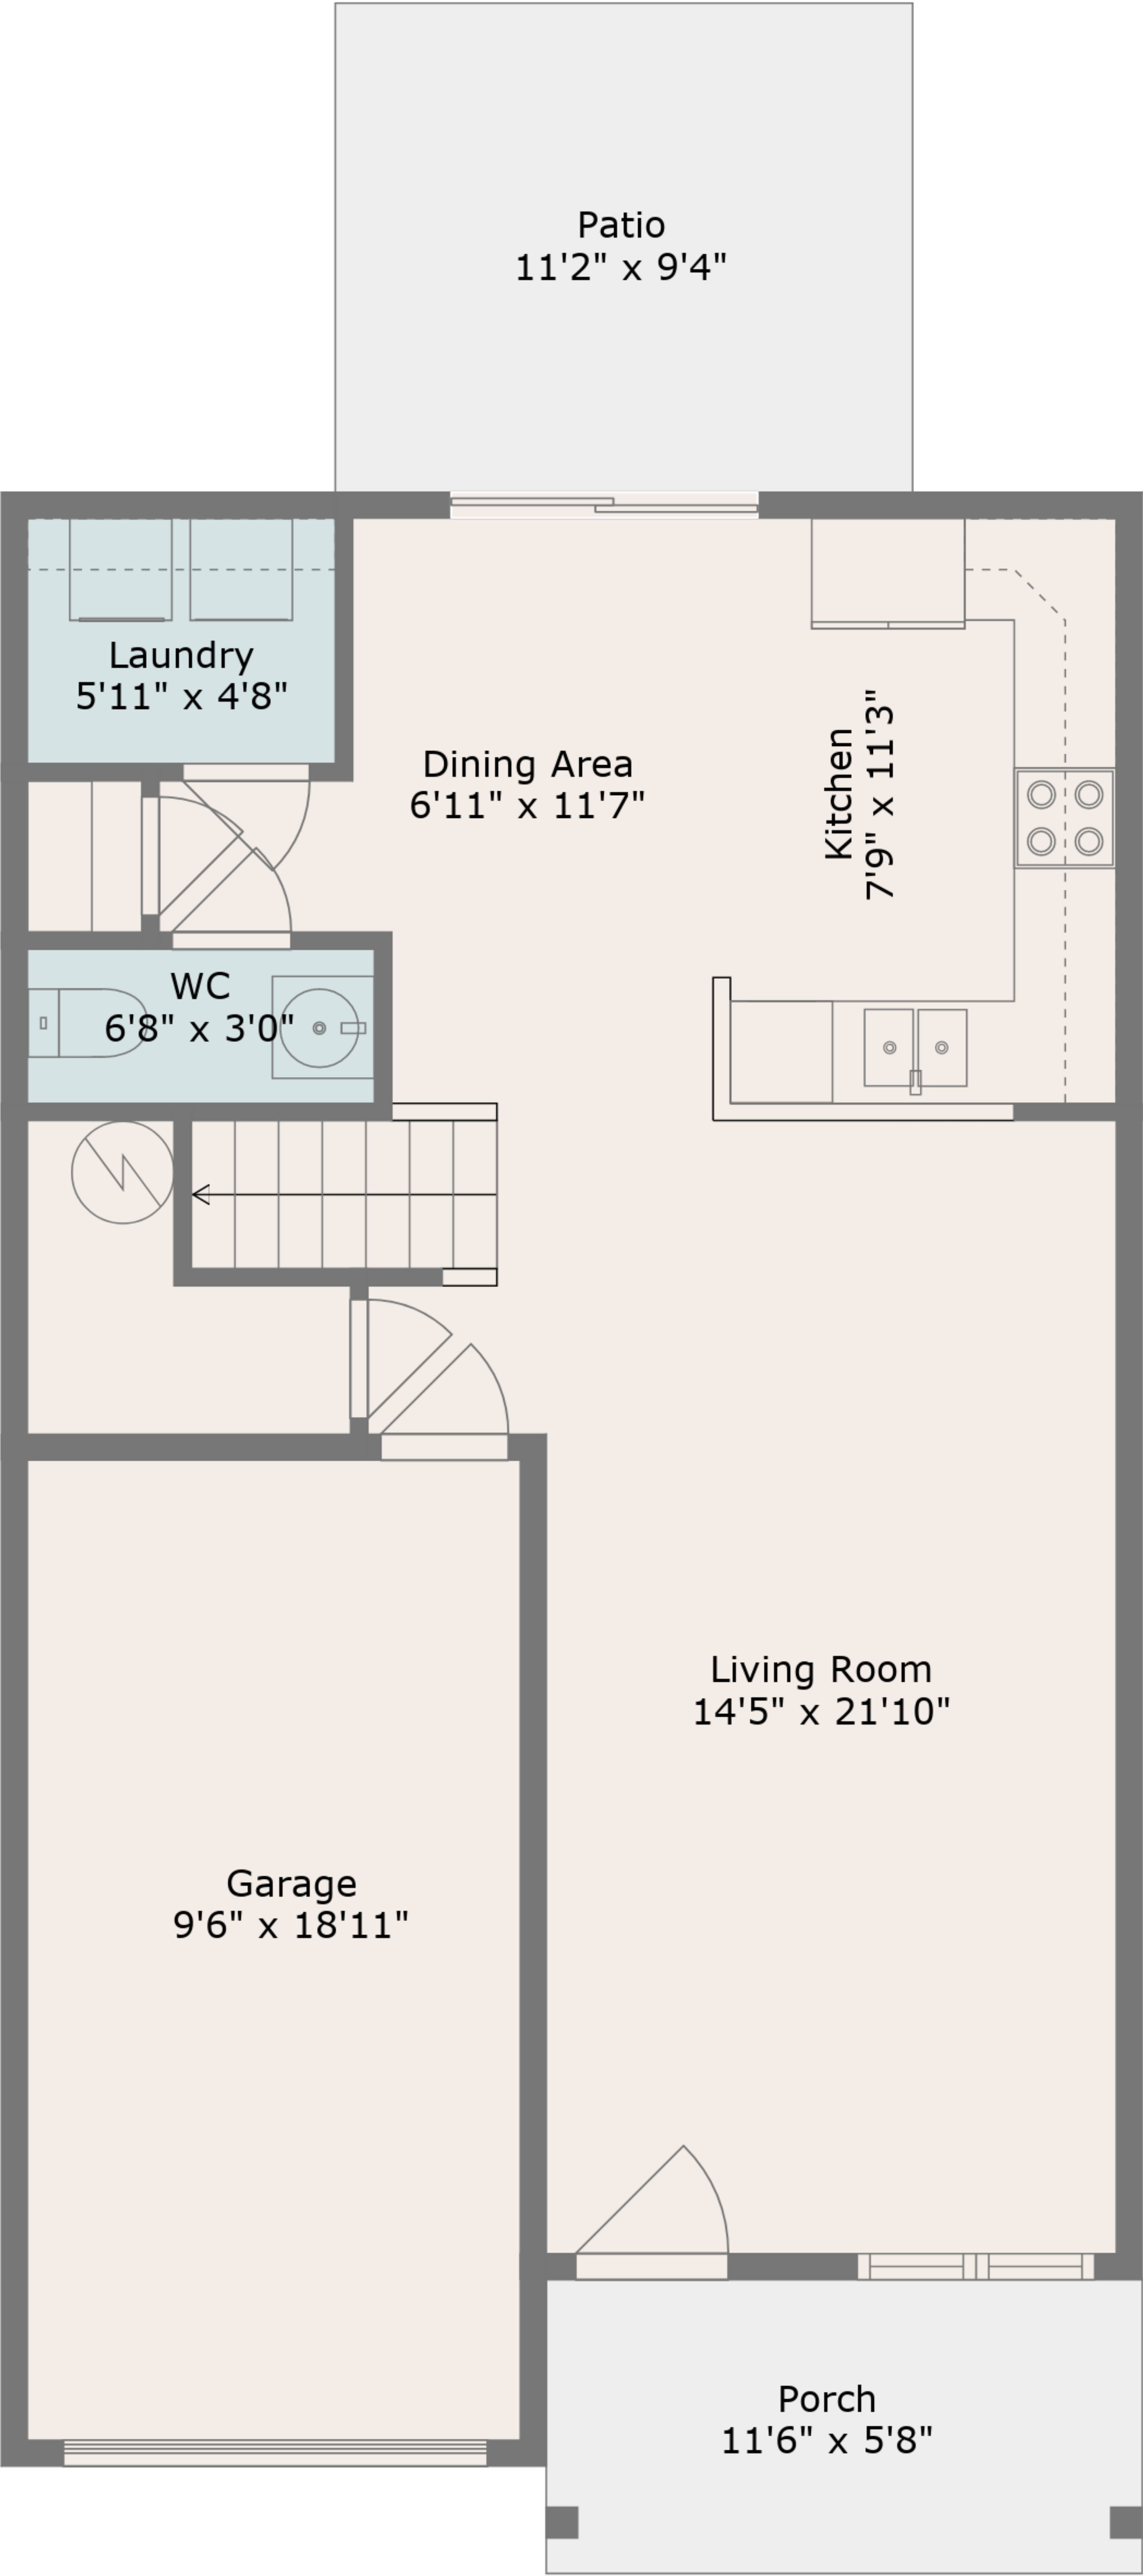 Patio
11'2" x 9'4"
Laundry
5'11" x 4'8"
Dining Area
6'11" x 11'7"
Kitchen
7'9" x 11'3"
WC
6'8" x 3'0"
Living Room
14'5" x 21'10"
Garage
9'6" x 18'11"
Porch
11'6" x 5'8"